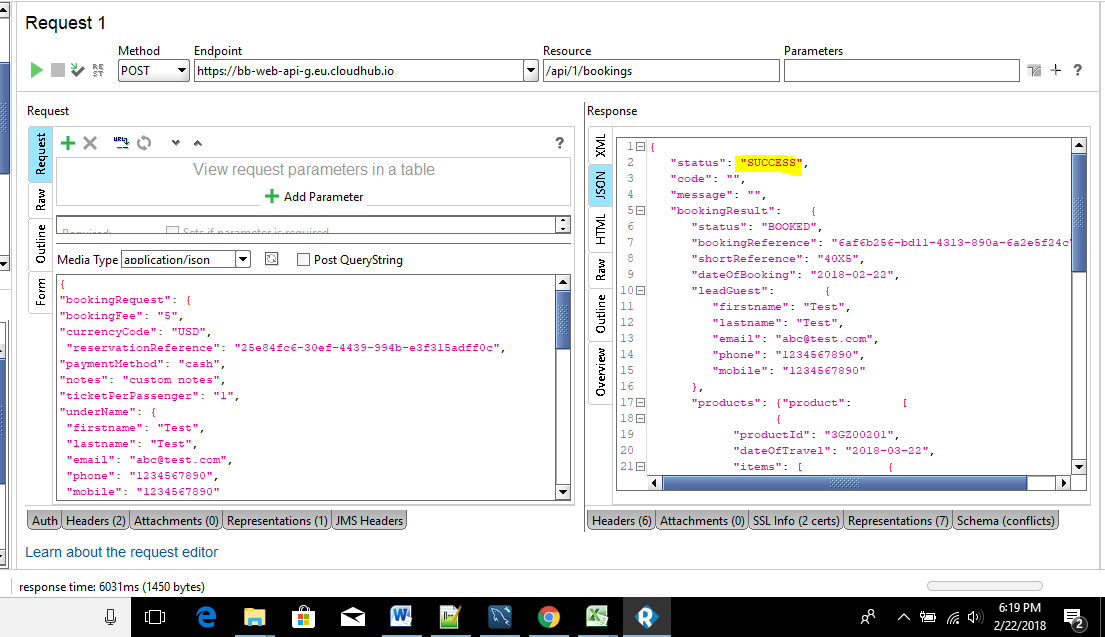 Request 1
Method Endpoint Resource Parameters
RE
ST
POST https://bb-web-api-g.eu.cloudhub.io /api/1/bookings
?
Request
Request
Raw
Outline
Form
?
View request parameters in a table
Add Parameter
Required: Sets if parameter is required
Media Type application/json Post QueryString
{
"bookingRequest": {
"bookingFee": "5",
"currencyCode": "USD",
"reservationReference": "25e84fc6-30ef-4439-994b-e3f315adff0c",
"paymentMethod": "cash",
"notes": "custom notes",
"ticketPerPassenger": "1",
"underName": {
"firstname": "Test",
"lastname": "Test",
"email": "abc@test.com",
"phone": "1234567890",
"mobile": "1234567890"
Auth Headers (2) Attachments (0) Representations (1) JMS Headers
Response
XML
JSON
HTML
Raw
Outline
Overview
1 {
2 "status": "SUCCESS",
3 "code": "",
4 "message": "",
5 "bookingResult": {
6 "status": "BOOKED",
7 "bookingReference": "6af6b256-bd11-4313-890a-6a2e5f24c
8 "shortReference": "40X5",
9 "dateOfBooking": "2018-02-22",
10 "leadGuest": {
11 "firstname": "Test",
12 "lastname": "Test",
13 "email": "abc@test.com",
14 "phone": "1234567890",
15 "mobile": "1234567890"
16 },
17 "products": {"product": [
18 {
19 "productId": "3GZ00201",
20 "dateOfTravel": "2018-03-22",
21 "items": [ {
Headers (6) Attachments (0) SSL Info (2 certs) Representations (7) Schema (conflicts)
Learn about the request editor
response time: 6031ms (1450 bytes)
6:19 PM
2/22/2018
2